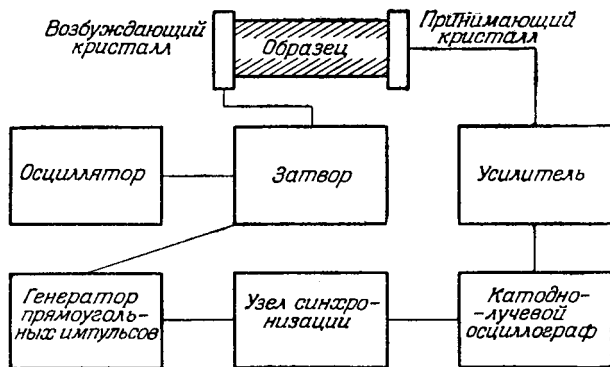 Возбуждающий
кристалл
Образец
Принимающий
кристалл
Осциллятор
Затвор
Усилитель
Генератор
прямоуголь-
ных импульсов
Узел синхро-
низации
Катодно-
-лучевой
осциллограф